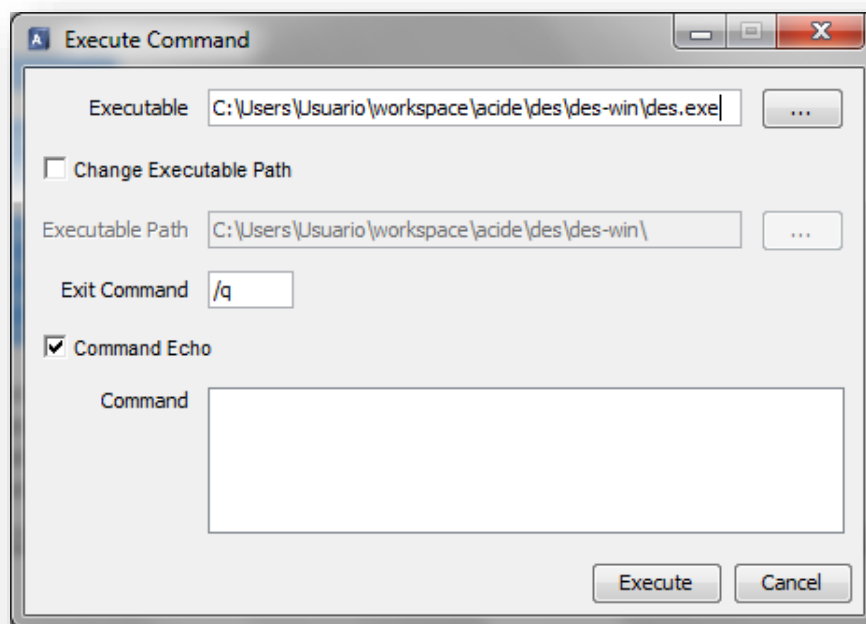 A Execute Command
Executable C:\Users\Usuario\workspace\acide\des\des-win\des.exe ...
Change Executable Path
Executable Path C:\Users\Usuario\workspace\acide\des\des-win\ ...
Exit Command /q
Command Echo
Command
Execute Cancel